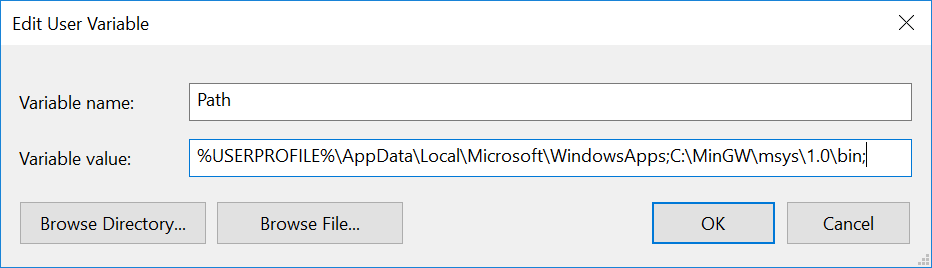 Edit User Variable
Variable name: Path
Variable value: %USERPROFILE%\AppData\Local\Microsoft\WindowsApps;C:\MinGW\msys\1.0\bin;
Browse Directory... Browse File... OK Cancel